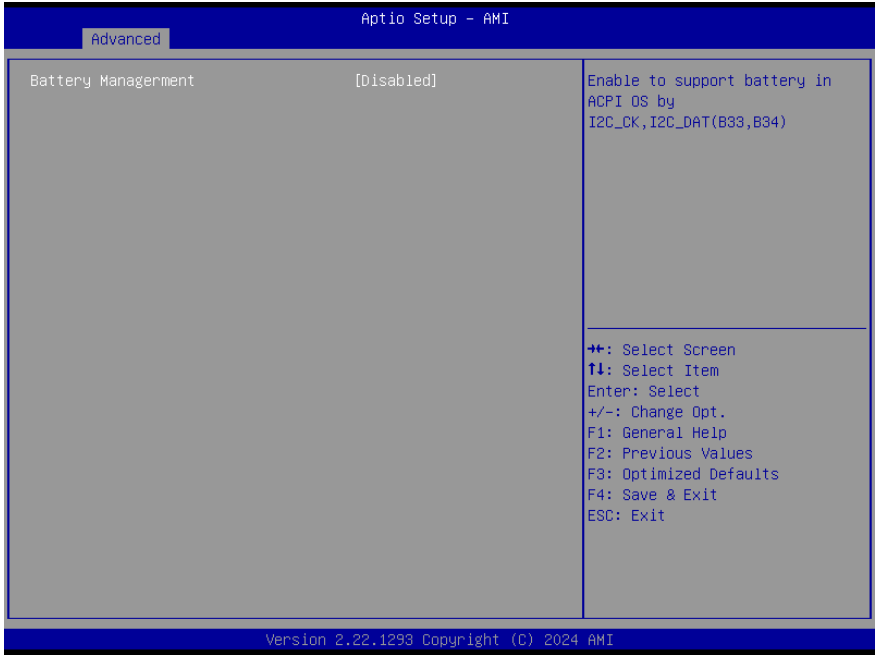 Aptio Setup – AMI
Advanced
Battery Managerment [Disabled]
Enable to support battery in
ACPI OS by
I2C_CK,I2C_DAT(B33,B34)
→←: Select Screen
↑↓: Select Item
Enter: Select
+/-: Change Opt.
F1: General Help
F2: Previous Values
F3: Optimized Defaults
F4: Save & Exit
ESC: Exit
Version 2.22.1293 Copyright (C) 2024 AMI